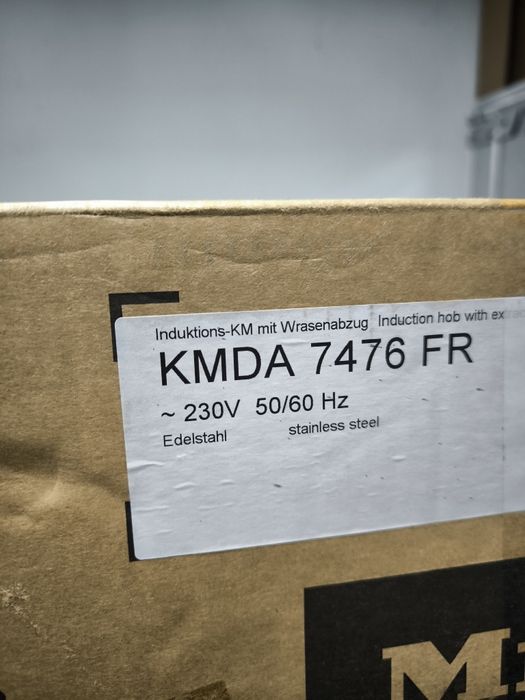 Induktions-KM mit Wrasenabzug Induction hob with
KMDA 7476 FR
~ 230V 50/60 Hz
Edelstahl stainless steel